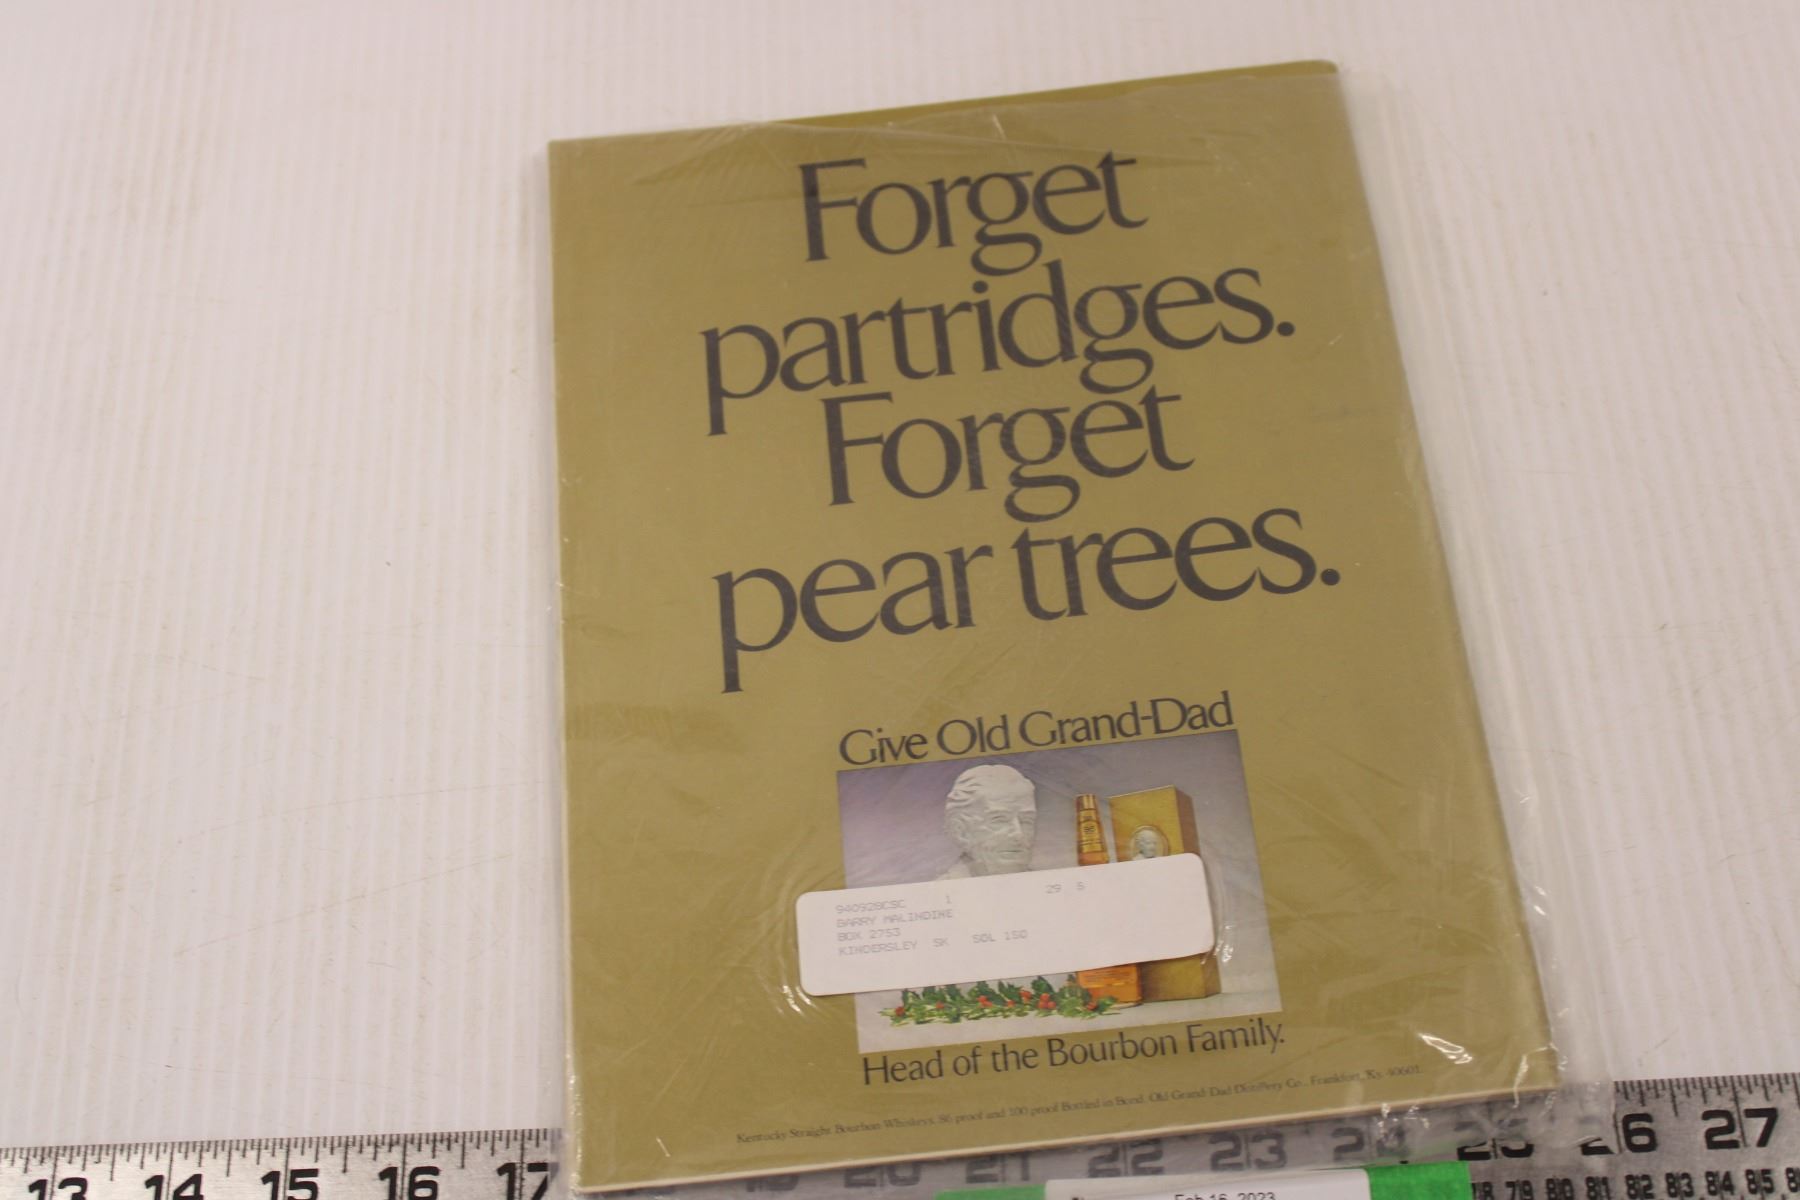 Forget
partridges.
Forget
pear trees.
Give Old Grand-Dad
940928CSC 1 29 S
BARRY MALINDINE
BOX 2753
KINDERSLEY SK S0L 1S0
Head of the Bourbon Family.
Kentucky Straight Bourbon Whiskeys. 86 proof and 100 proof Bottled in Bond. Old Grand-Dad Distillery Co., Frankfort, Ky. 40601.
13 14 15 16 17 20 21 22 23 24 25 26 27
78 79 80 81 82 83 84 85
Feb 16, 2023